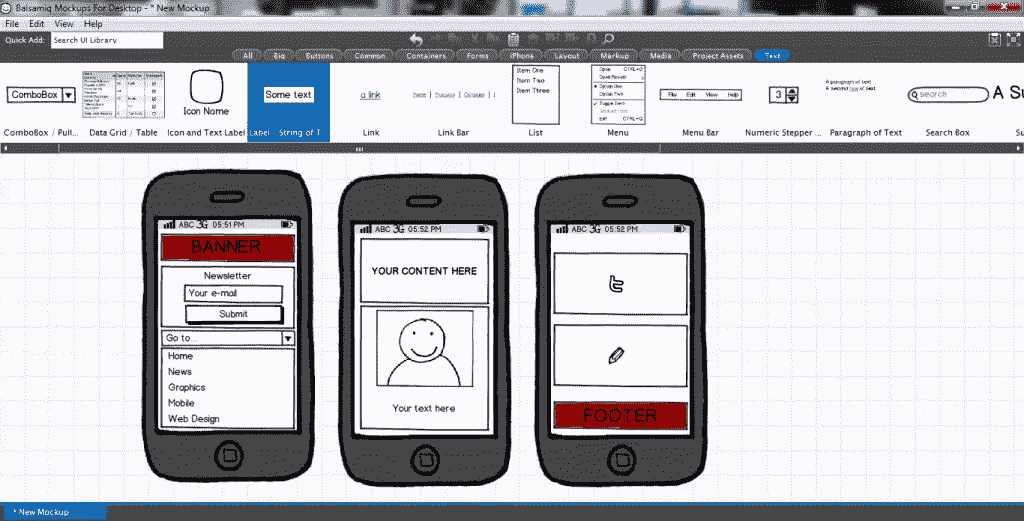 Balsamiq Mockups For Desktop - * New Mockup
File Edit View Help
Quick Add: Search UI Library
All Big Buttons Common Containers Forms iPhone Layout Markup Media Project Assets Text
ComboBox
Icon Name
Some text
a link
Home | Products | Company |
Item One
Item Two
Item Three
Open CTRL+O
Option One
Option Two
Toggle Item
Exit CTRL+Q
File Edit View Help
3
A paragraph of text
A second row of text
search
A Su
ComboBox / Pull... Data Grid / Table Icon and Text Label Label String of T Link Link Bar List Menu Menu Bar Numeric Stepper ... Paragraph of Text Search Box Su
ABC 3G 05:51 PM
BANNER
Newsletter
Your e-mail
Submit
Go to...
Home
News
Graphics
Mobile
Web Design
ABC 3G 05:52 PM
YOUR CONTENT HERE
Your text here
ABC 3G 05:52 PM
FOOTER
* New Mockup